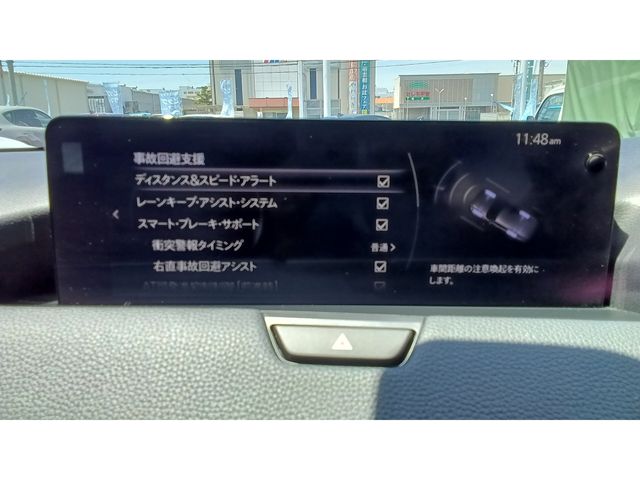 11:48am
事故回避支援
ディスタンス&スピード・アラート
レーンキープ・アシスト・システム
スマート・ブレーキ・サポート
衝突警報タイミング
普通
右直事故回避アシスト
車間距離の注意喚起を有効に
します。